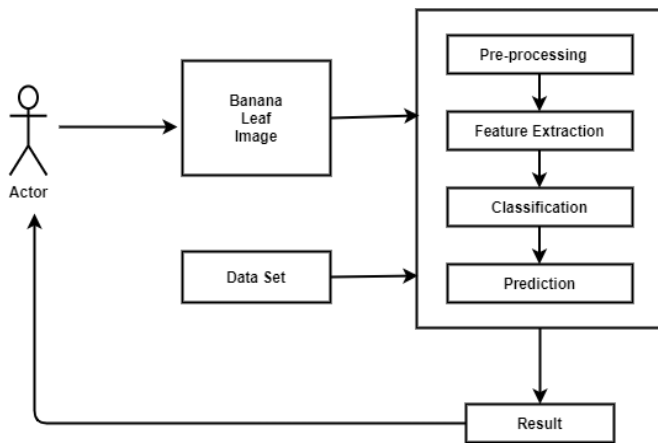 Actor
Banana
Leaf
Image
Data Set
Pre-processing
Feature Extraction
Classification
Prediction
Result